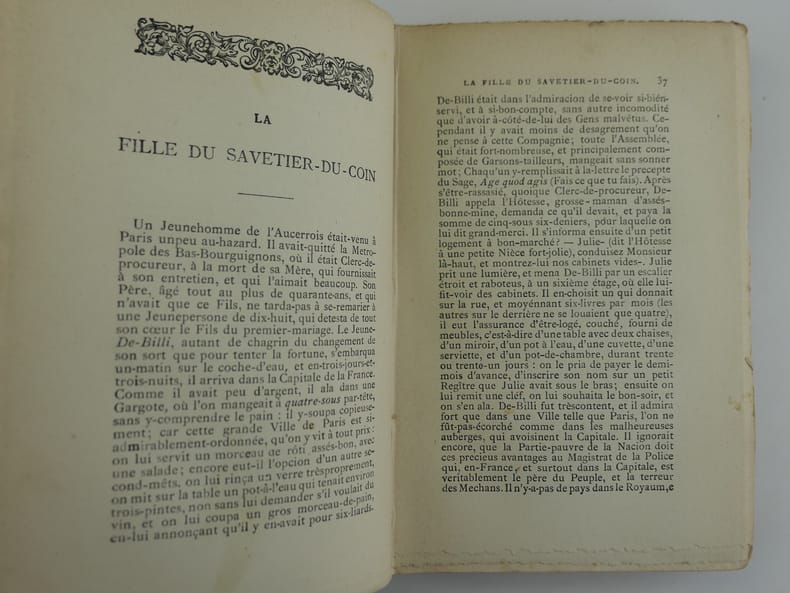 LA
FILLE DU SAVETIER-DU-COIN
Un Jeunehomme de l'Aucerrois était-venu à
Paris unpeu au-hazard. Il avait-quitté la Metro-
pole des Bas-Bourguignons, où il était Clerc-de-
procureur, à la mort de sa Mère, qui fournissait
à son entretien, et qui l'aimait beaucoup. Son
Père, âgé tout au plus de quarante-ans, et qui
n'avait que ce Fils, ne tarda-pas à se-remarier à
une Jeunepersone de dix-huit, qui detesta de tout
son cœur le Fils du premier-mariage. Le Jeune-
De-Billi, autant de chagrin du changement de
son sort que pour tenter la fortune, s'embarqua
un-matin sur le coche-d'eau, et en-trois-jours-et-
trois-nuits, il arriva dans la Capitale de la France.
Comme il avait peu d'argent, il ala dans une
Gargote, où l'on mangeait à quatre-sous par-tête,
sans y-comprendre le pain : il y-soupa copieuse-
ment; car cette grande Ville de Paris est si-
admirablement-ordonnée, qu'on y vit à tout prix :
on lui servit un morceau de rôti assés-bon, avec
une salade; encore eut-il l'opcion d'un autre se-
cond-mêts. on lui rinça un verre trèspropement,
on mit sur la table un pot-à-l'eau qui tenait environ
trois-pintes, non sans lui demander s'il voulait du
vin, et on lui coupa un gros morceau-de-pain,
en-lui annonçant qu'il y en-avait pour six-liards.
LA FILLE DU SAVETIER-DU-COIN. 37
De-Billi était dans l'admiracion de se-voir si-bién-
servi, et à si-bon-compte, sans autre incomodité
que d'avoir à-côté-de-lui des Gens malvétus. Ce-
pendant il y avait moins de desagrement qu'on
ne pense à cette Compagnie; toute l'Assemblée,
qui était fort-nombreuse, et principalement com-
posée de Garsons-tailleurs, mangeait sans sonner
mot; Chaqu'un y-remplissait à-la-lettre le precepte
du Sage, Age quod agis (Fais ce que tu fais). Après
s'être-rassasié, quoique Clerc-de-procureur, De-
Billi appela l'Hôtesse, grosse-maman d'assés-
bonne-mine, demanda ce qu'il devait, et paya la
somme de cinq-sous six-deniers, pour laquelle on
lui dit grand-merci. Il s'informa ensuite d'un petit
logement à bon-marché? — Julie- (dit l'Hôtesse
à une petite Nièce fort-jolie), conduisez Monsieur
là-haut, et montrez-lui nos cabinets vides-. Julie
prit une lumière, et mena De-Billi par un escalier
étroit et raboteus, à un sixième étage, où elle lui-
fit-voir des cabinets. Il en-choisit un qui donnait
sur la rue, et moyénnant six-livres par mois (les
autres sur le derrière ne se louaient que quatre),
il eut l'assurance d'être-logé, couché, fourni de
meubles, c'est-à-dire d'une table avec deux chaises,
d'un miroir, d'un pot à l'eau, d'une cuvette, d'une
serviette, et d'un pot-de-chambre, durant trente
ou trente-un jours : on le pria de payer le demi-
mois d'avance, d'inscrire son nom sur un petit
Regître que Julie avait sous le bras; ensuite on
lui remit une cléf, on lui souhaita le bon-soir, et
on s'en ala. De-Billi fut trèscontent, et il admira
fort que dans une Ville telle que Paris, l'on ne
fût-pas-écorché comme dans les malheureuses
auberges, qui avoisinent la Capitale. Il ignorait
encore, que la Partie-pauvre de la Nacion doit
ces precieus avantages au Magistrat de la Police
qui, en-France, et surtout dans la Capitale, est
veritablement le père du Peuple, et la terreur
des Mechans. Il n'y-a-pas de pays dans le Royaum,e